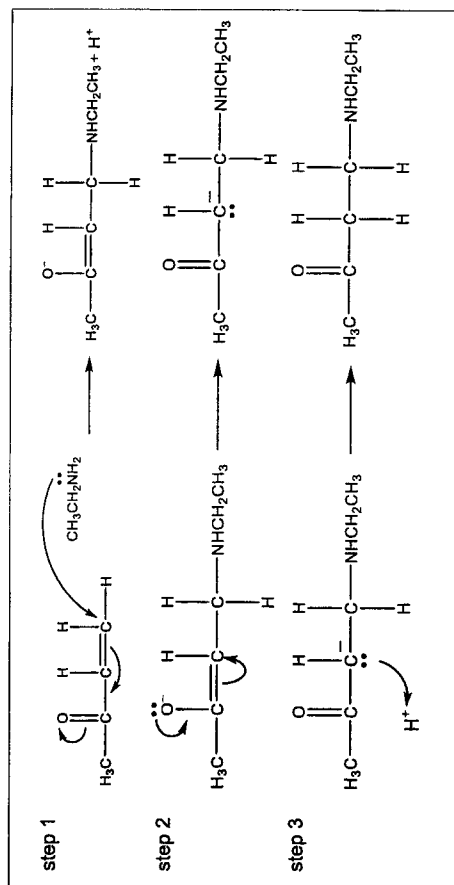 step 1
CH3CH2NH2
O H H O⁻ H H
H3C C C C H H3C C C C NHCH2CH3 + H⁺
H
step 2
O⁻ H H O H H
H3C C C C NHCH2CH3 H3C C C⁻ C NHCH2CH3
H H
step 3
O H H O H H
H3C C C⁻ C NHCH2CH3 H3C C C C NHCH2CH3
H H H
H⁺